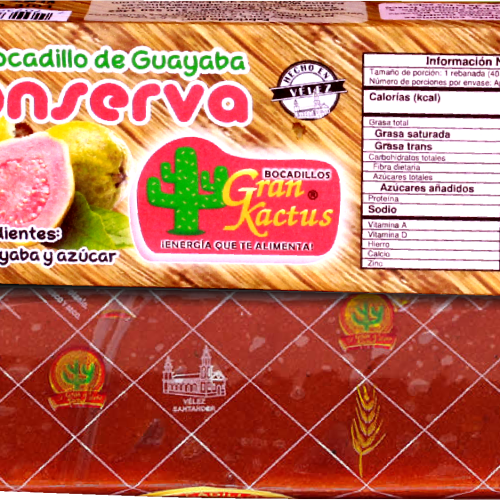 ocadillo de Guayaba
onserva
HECHO EN
VÉLEZ
BOCADILLOS
Gran
Kactus®
¡ENERGÍA QUE TE ALIMENTA!
dientes:
yaba y azúcar
Información N
Tamaño de porción: 1 rebanada (40
Número de porciones por envase: A
Calorías (kcal)
Grasa total
Grasa saturada
Grasa trans
Carbohidratos totales
Fibra dietaria
Azúcares totales
Azúcares añadidos
Proteína
Sodio
Vitamina A
Vitamina D
Hierro
Calcio
Zinc
VÉLEZ
SANTANDER